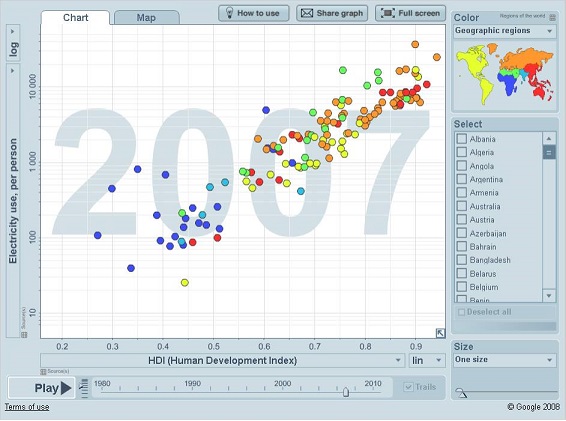 Chart
Map
How to use
Share graph
Full screen
Color
Regions of the world
Geographic regions
log
Electricity use, per person
10 000
1 000
100
10
2007
Select
Albania
Algeria
Angola
Argentina
Armenia
Australia
Austria
Azerbaijan
Bahrain
Bangladesh
Belarus
Belgium
Benin
Deselect all
0.2 0.3 0.4 0.5 0.6 0.7 0.8 0.9
HDI (Human Development Index)
lin
Source(s)
Source(s)
Size
One size
Play
1980 1990 2000 2010
Trails
Terms of use
© Google 2008